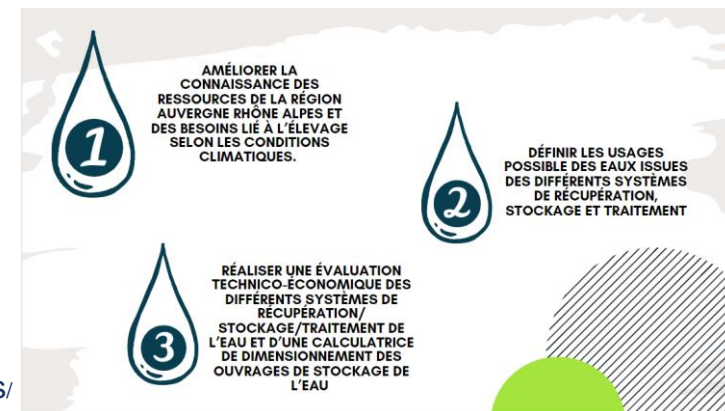 1
AMÉLIORER LA
CONNAISSANCE DES
RESSOURCES DE LA RÉGION
AUVERGNE RHÔNE ALPES ET
DES BESOINS LIÉ À L'ÉLEVAGE
SELON LES CONDITIONS
CLIMATIQUES.
2
DÉFINIR LES USAGES
POSSIBLE DES EAUX ISSUES
DES DIFFÉRENTS SYSTÈMES
DE RÉCUPÉRATION,
STOCKAGE ET TRAITEMENT
3
RÉALISER UNE ÉVALUATION
TECHNICO-ÉCONOMIQUE DES
DIFFÉRENTS SYSTÈMES DE
RÉCUPÉRATION/
STOCKAGE/TRAITEMENT DE
L'EAU ET D'UNE CALCULATRICE
DE DIMENSIONNEMENT DES
OUVRAGES DE STOCKAGE DE
L'EAU
s/